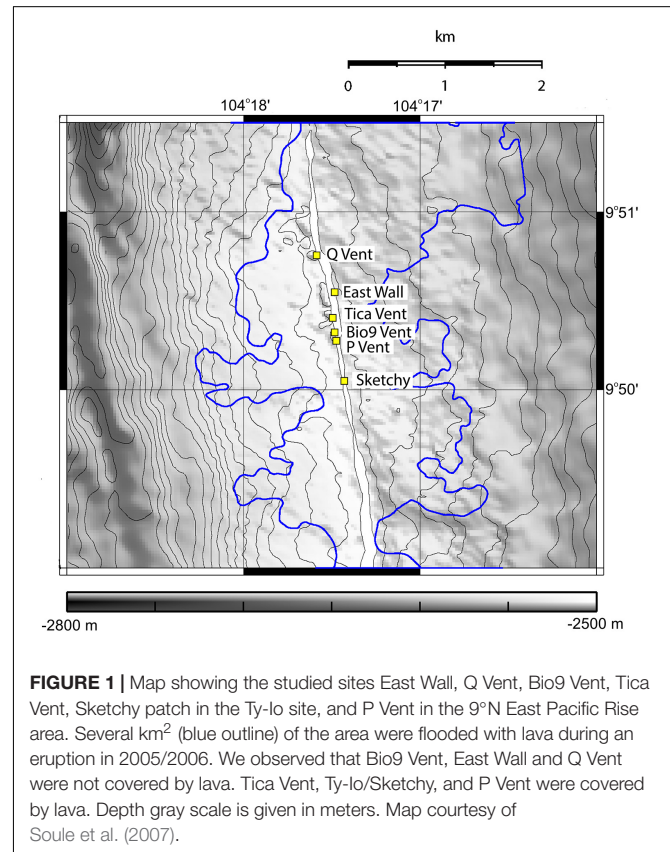 km
0 1 2
104°18' 104°17'
9°51'
Q Vent
East Wall
Tica Vent
Bio9 Vent
P Vent
Sketchy
9°50'
-2800 m -2500 m
FIGURE 1 | Map showing the studied sites East Wall, Q Vent, Bio9 Vent, Tica
Vent, Sketchy patch in the Ty-Io site, and P Vent in the 9°N East Pacific Rise
area. Several km² (blue outline) of the area were flooded with lava during an
eruption in 2005/2006. We observed that Bio9 Vent, East Wall and Q Vent
were not covered by lava. Tica Vent, Ty-Io/Sketchy, and P Vent were covered
by lava. Depth gray scale is given in meters. Map courtesy of
Soule et al. (2007).